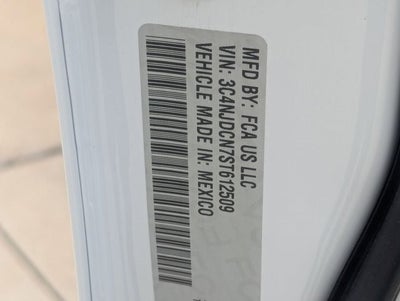 MFD BY: FCA US LLC
VIN: 3C4NJDCN7ST612509
VEHICLE MADE IN: MEXICO